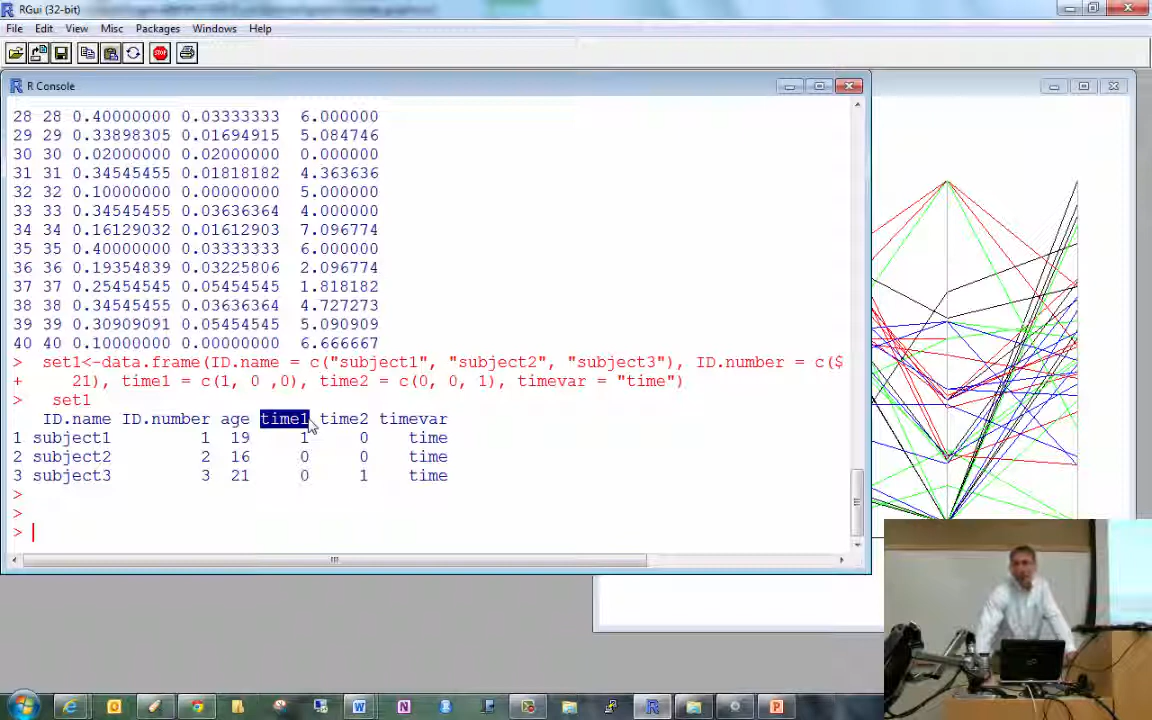 RGui (32-bit)
File Edit View Misc Packages Windows Help
STOP
R Console
28 28 0.40000000 0.03333333 6.000000
29 29 0.33898305 0.01694915 5.084746
30 30 0.02000000 0.02000000 0.000000
31 31 0.34545455 0.01818182 4.363636
32 32 0.10000000 0.00000000 5.000000
33 33 0.34545455 0.03636364 4.000000
34 34 0.16129032 0.01612903 7.096774
35 35 0.40000000 0.03333333 6.000000
36 36 0.19354839 0.03225806 2.096774
37 37 0.25454545 0.05454545 1.818182
38 38 0.34545455 0.03636364 4.727273
39 39 0.30909091 0.05454545 5.090909
40 40 0.10000000 0.00000000 6.666667
> set1<-data.frame(ID.name = c("subject1", "subject2", "subject3"), ID.number = c($
+ 21), time1 = c(1, 0 ,0), time2 = c(0, 0, 1), timevar = "time")
> set1
ID.name ID.number age time1 time2 timevar
1 subject1 1 19 1 0 time
2 subject2 2 16 0 0 time
3 subject3 3 21 0 1 time
>
>
>